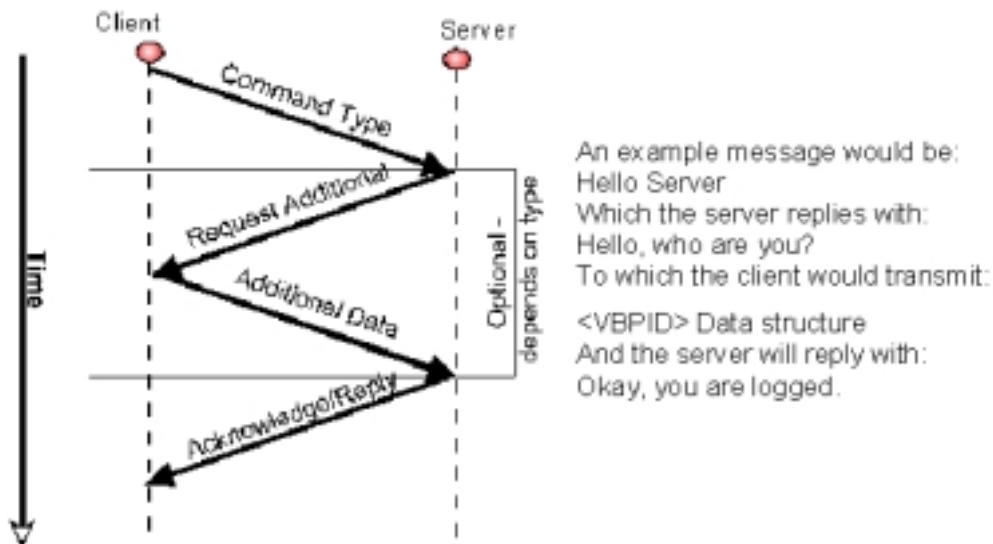 Client
Server
Command Type
Request Additional
Additional Data
Acknowledge/Reply
Time
Optional -
depends on type
An example message would be:
Hello Server
Which the server replies with:
Hello, who are you?
To which the client would transmit:
<VBPID> Data structure
And the server will reply with:
Okay, you are logged.